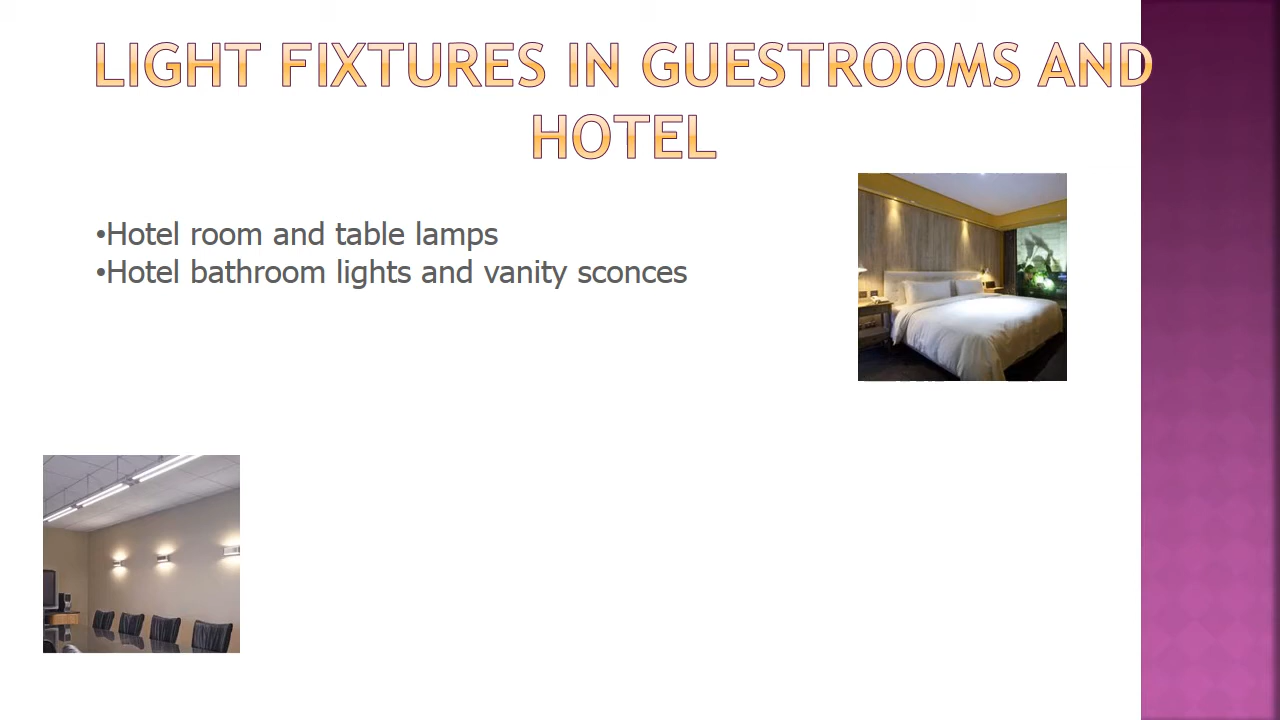 LIGHT FIXTURES IN GUESTROOMS AND
HOTEL
•Hotel room and table lamps
•Hotel bathroom lights and vanity sconces